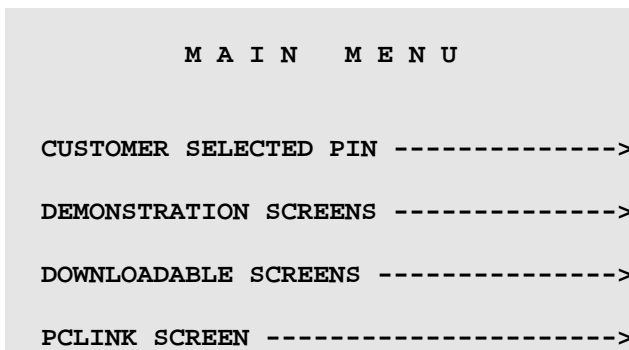 M A I N   M E N U
CUSTOMER SELECTED PIN -------------->
DEMONSTRATION SCREENS -------------->
DOWNLOADABLE SCREENS --------------->
PCLINK SCREEN ---------------------->